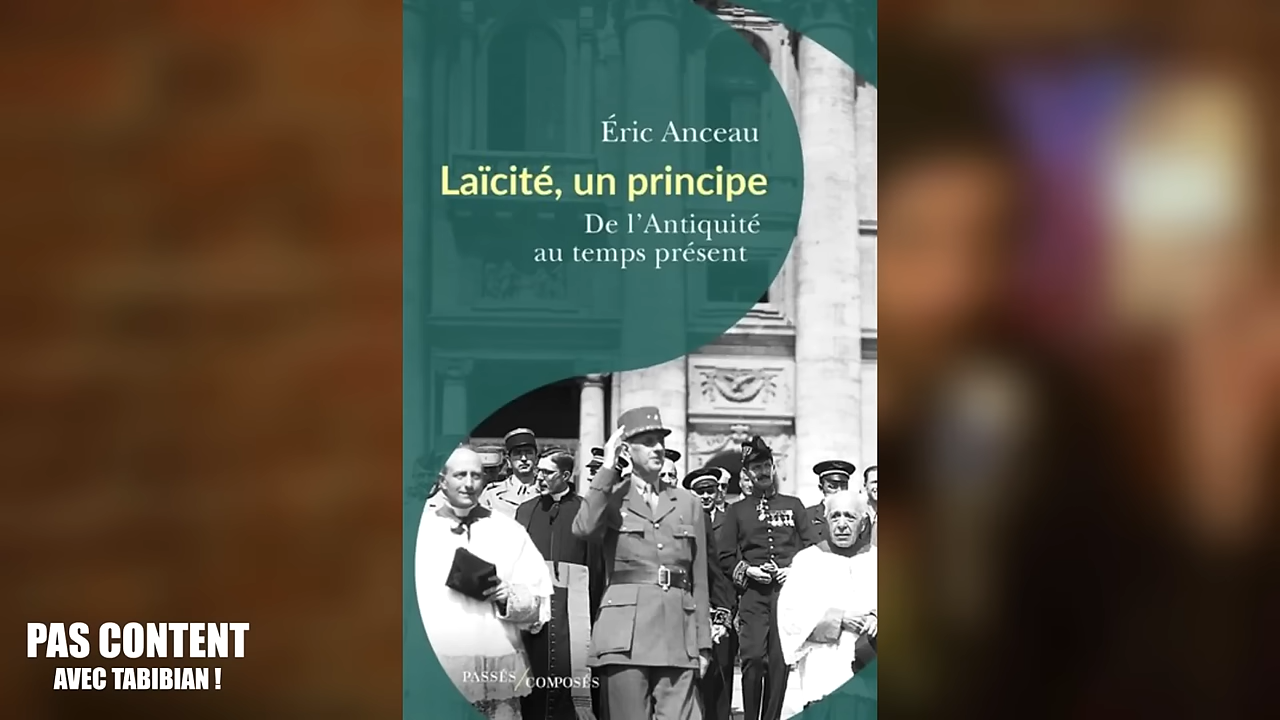 Éric Anceau
Laïcité, un principe
De l'Antiquité
au temps présent
PASSÉS/COMPOSÉS
PAS CONTENT
AVEC TABIBIAN !